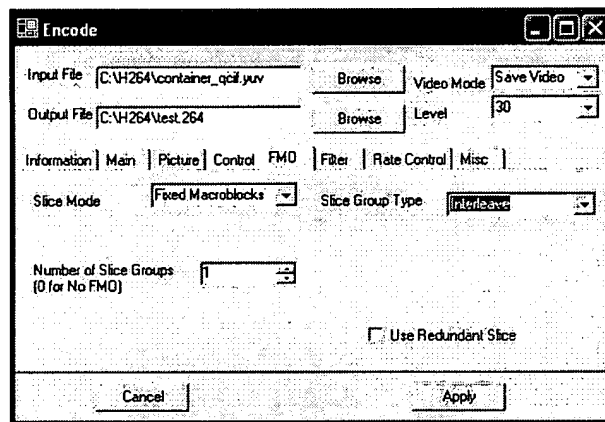 Encode
Input File C:\H264\container_qcif.yuv Browse Video Mode Save Video
Output File C:\H264\test.264 Browse Level 30
Information Main Picture Control FMO Filter Rate Control Misc
Slice Mode Fixed Macroblocks Slice Group Type Interleave
Number of Slice Groups 1
(0 for No FMO)
Use Redundant Slice
Cancel Apply